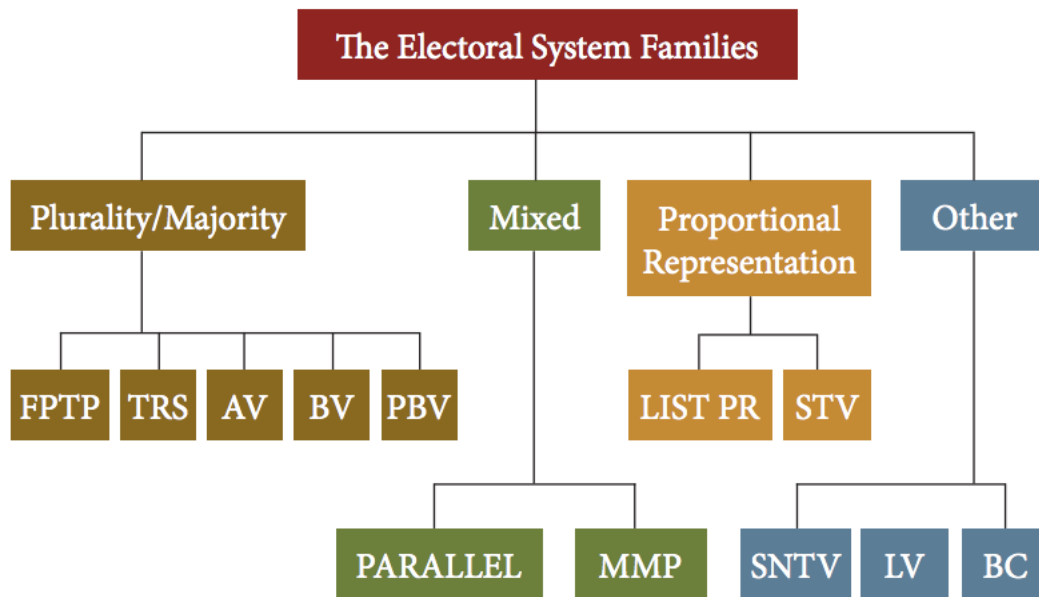 The Electoral System Families
Plurality/Majority
Mixed
Proportional
Representation
Other
FPTP
TRS
AV
BV
PBV
LIST PR
STV
PARALLEL
MMP
SNTV
LV
BC